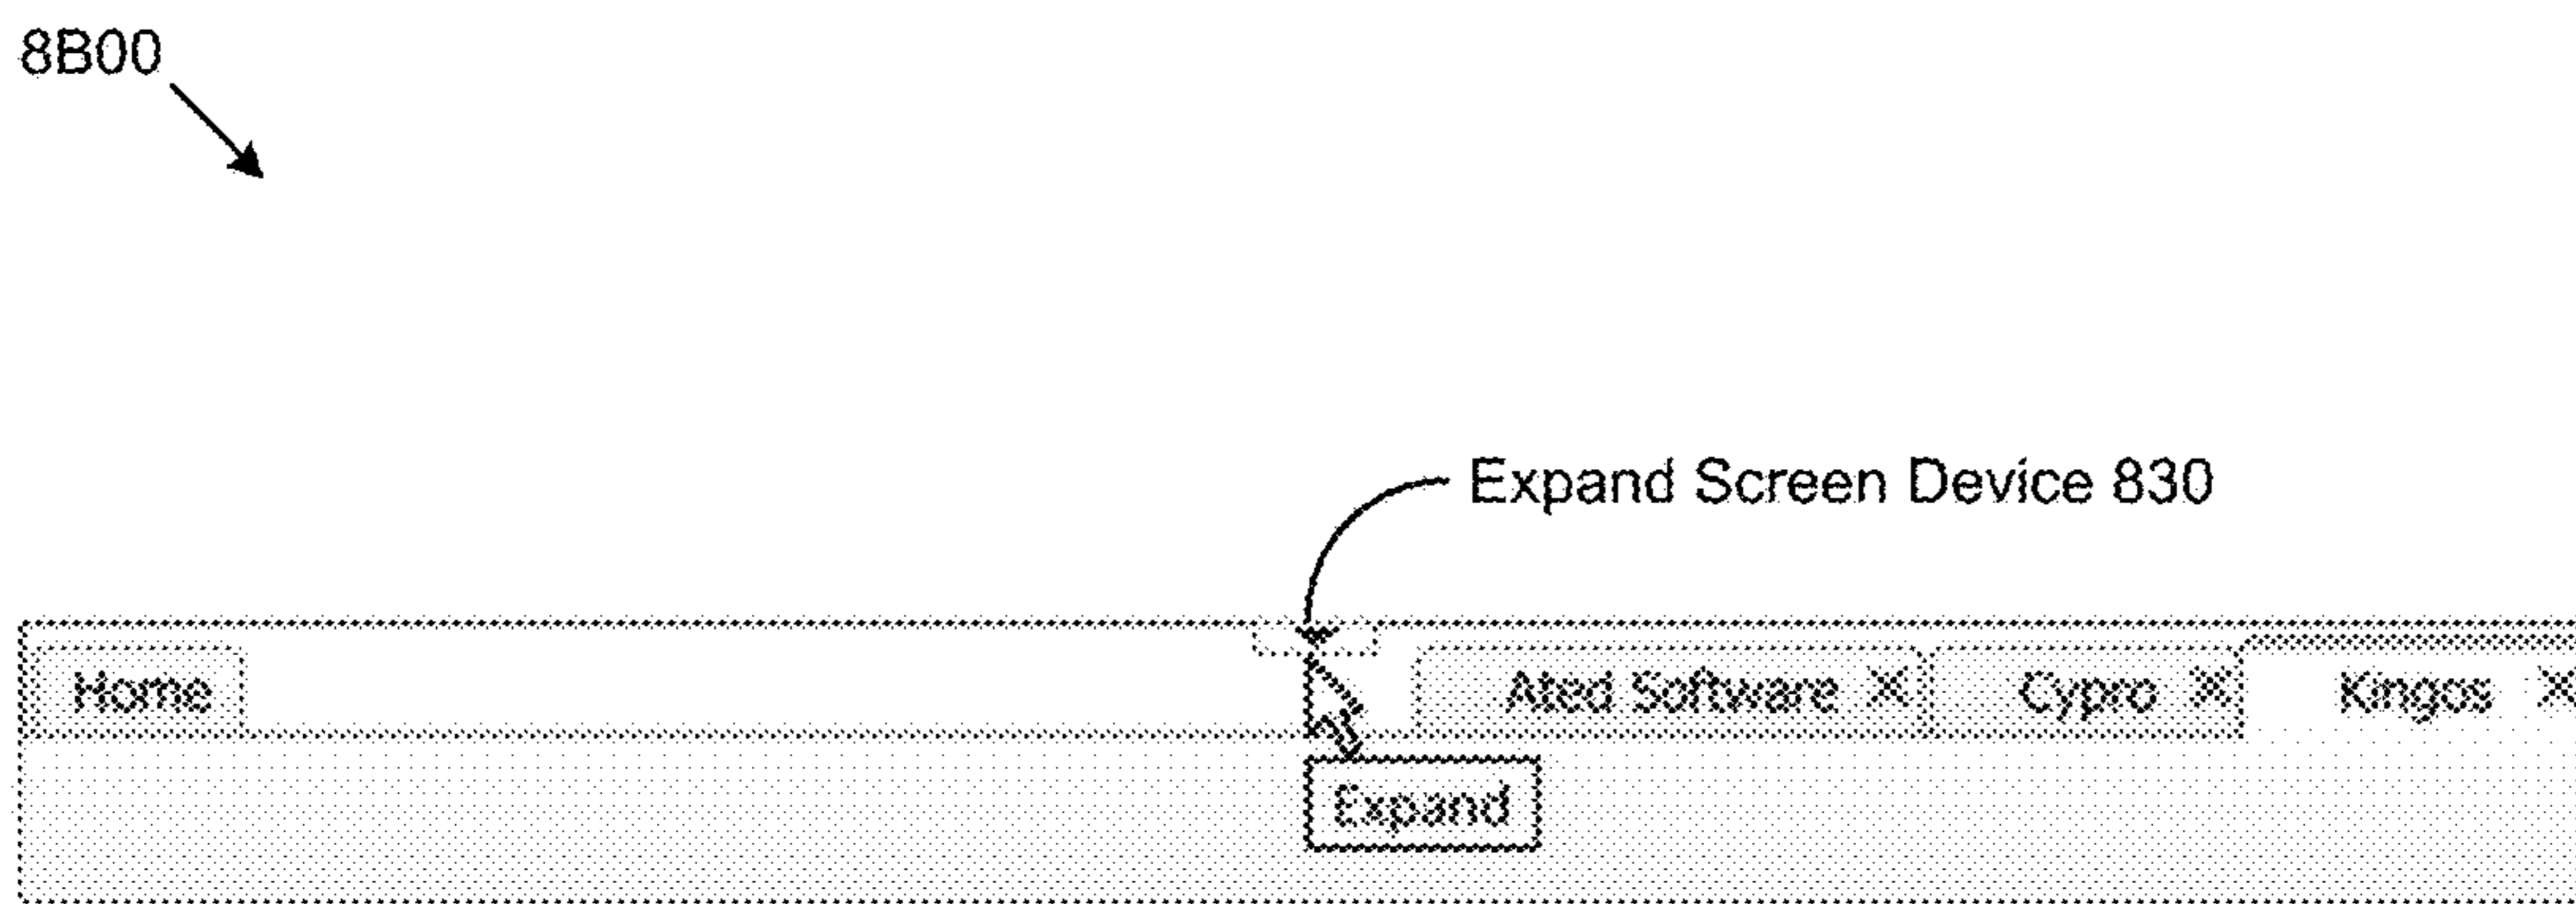 8B00
Expand Screen Device 830
Home Ated Software Cypro Kingos
Expand